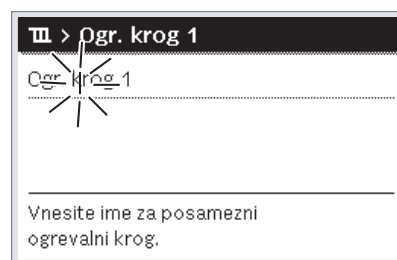 > Ogr. krog 1
Ogr. krog 1
Vnesite ime za posamezni
ogrevalni krog.